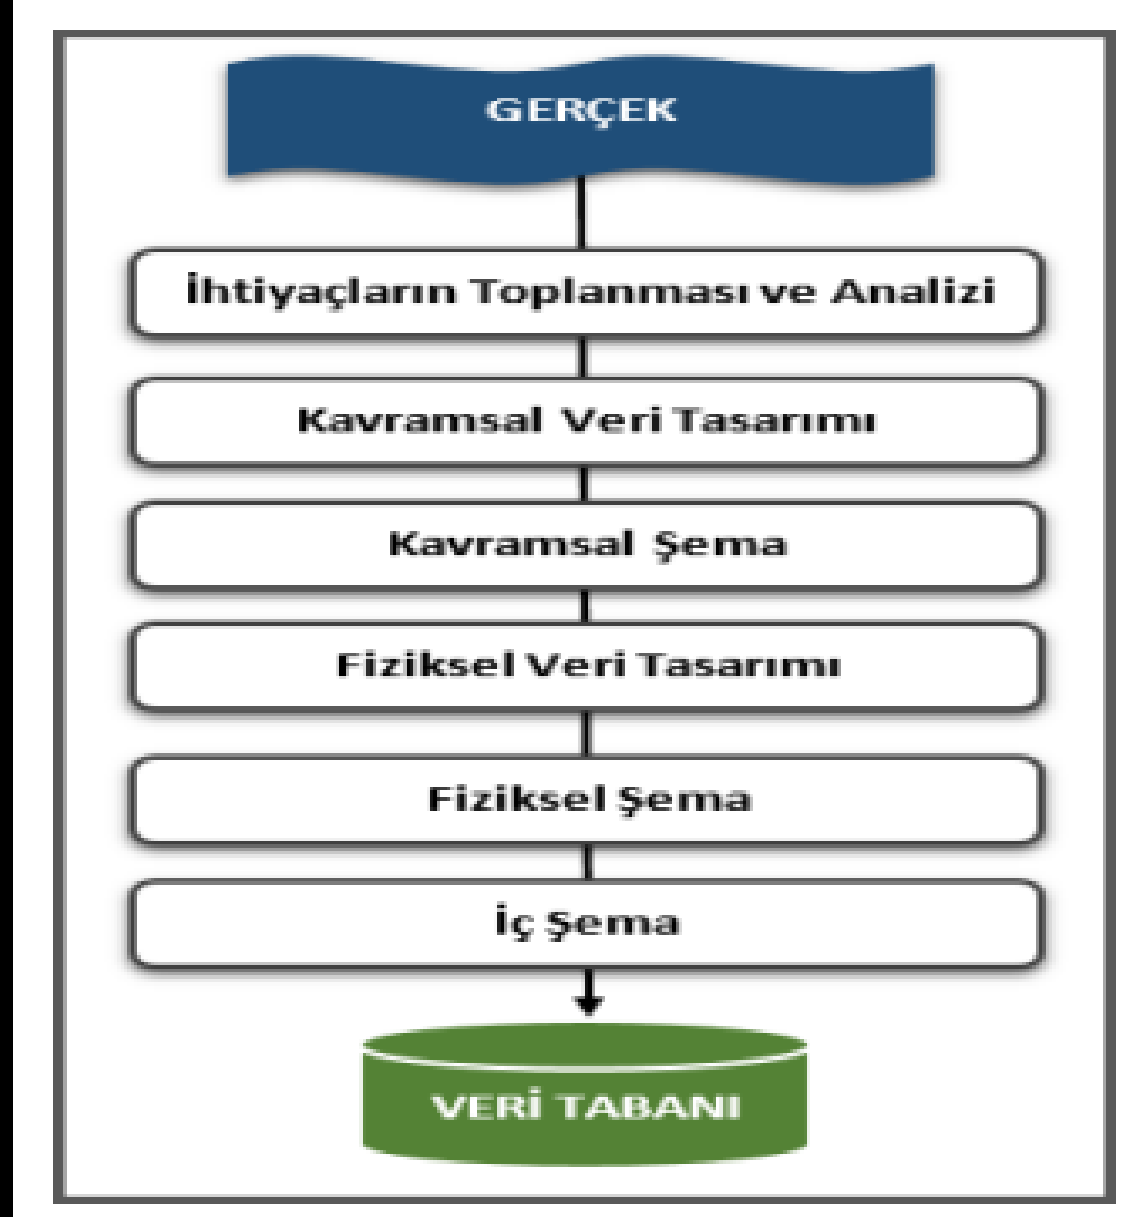 GERÇEK
İhtiyaçların Toplanması ve Analizi
Kavramsal Veri Tasarımı
Kavramsal Şema
Fiziksel Veri Tasarımı
Fiziksel Şema
İç Şema
VERİ TABANI